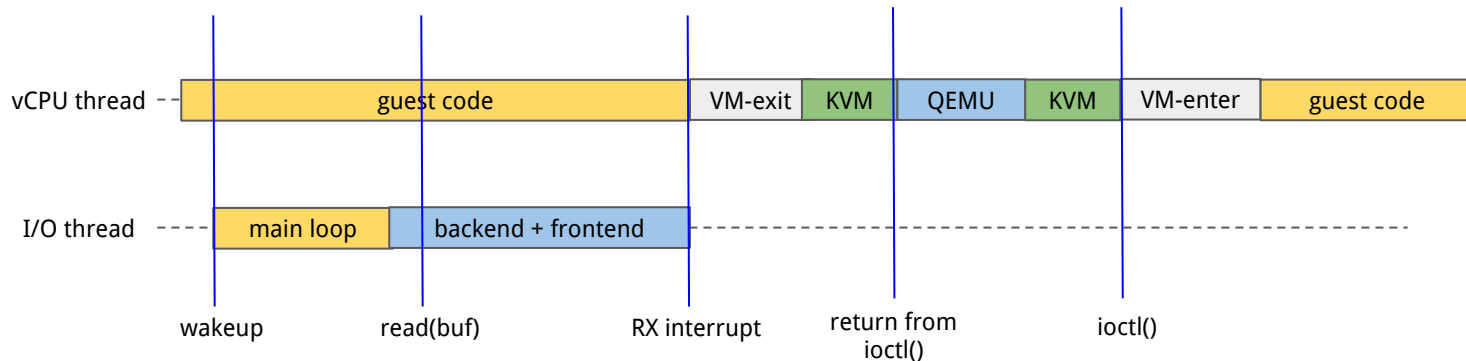 vCPU thread
guest code
VM-exit
KVM
QEMU
KVM
VM-enter
guest code
I/O thread
main loop
backend + frontend
wakeup
read(buf)
RX interrupt
return from
ioctl()
ioctl()